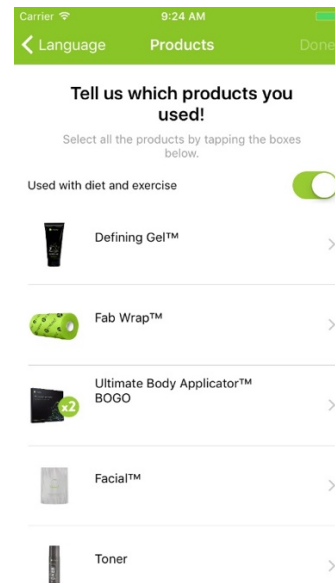 Carrier 9:24 AM
Language Products Done
Tell us which products you
used!
Select all the products by tapping the boxes
below.
Used with diet and exercise
Defining Gel™
Fab Wrap™
Ultimate Body Applicator™
BOGO
x2
Facial™
Toner